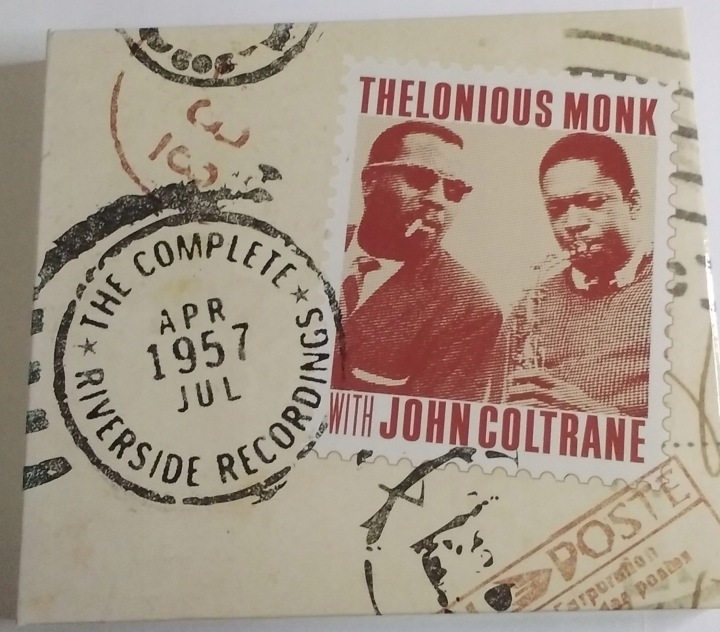 THELONIOUS MONK
WITH JOHN COLTRANE
★ THE COMPLETE ★
RIVERSIDE RECORDINGS
APR
1957
JUL
POSTE